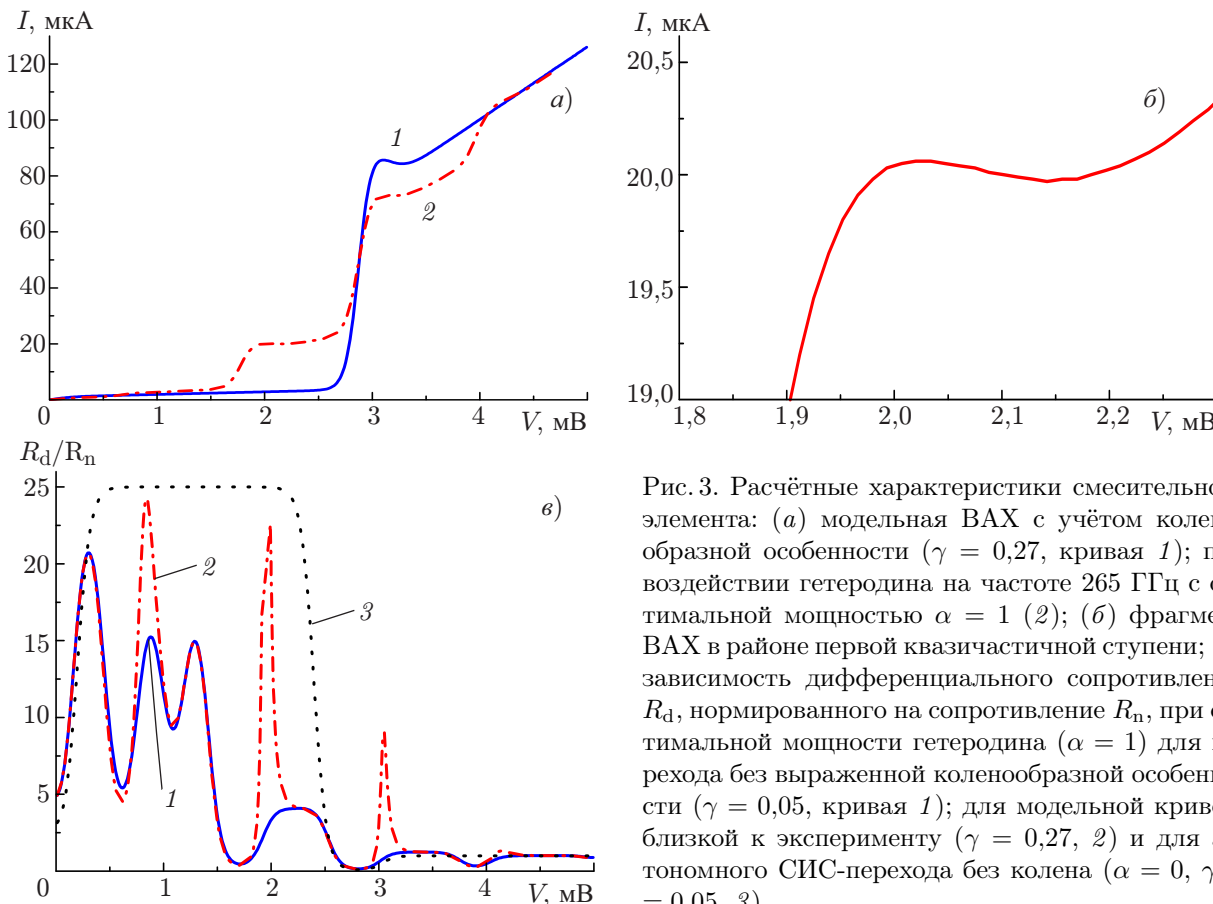 I, мкА
120
100
80
60
40
20
0
1
2
3
4
V, мВ
а)
1
2
I, мкА
20,5
20,0
19,5
19,0
1,8
1,9
2,0
2,1
2,2
V, мВ
б)
R_d/R_n
25
20
15
10
5
0
1
2
3
4
V, мВ
в)
2
3
1
Рис. 3. Расчётные характеристики смесительно
элемента: (а) модельная ВАХ с учётом колен
образной особенности (γ = 0,27, кривая 1); п
воздействии гетеродина на частоте 265 ГГц с о
тимальной мощностью α = 1 (2); (б) фрагме
ВАХ в районе первой квазичастичной ступени;
зависимость дифференциального сопротивлен
R_d, нормированного на сопротивление R_n, при о
тимальной мощности гетеродина (α = 1) для
рехода без выраженной коленообразной особен
сти (γ = 0,05, кривая 1); для модельной криво
близкой к эксперименту (γ = 0,27, 2) и для
тономного СИС-перехода без колена (α = 0, γ
= 0,05, 3)